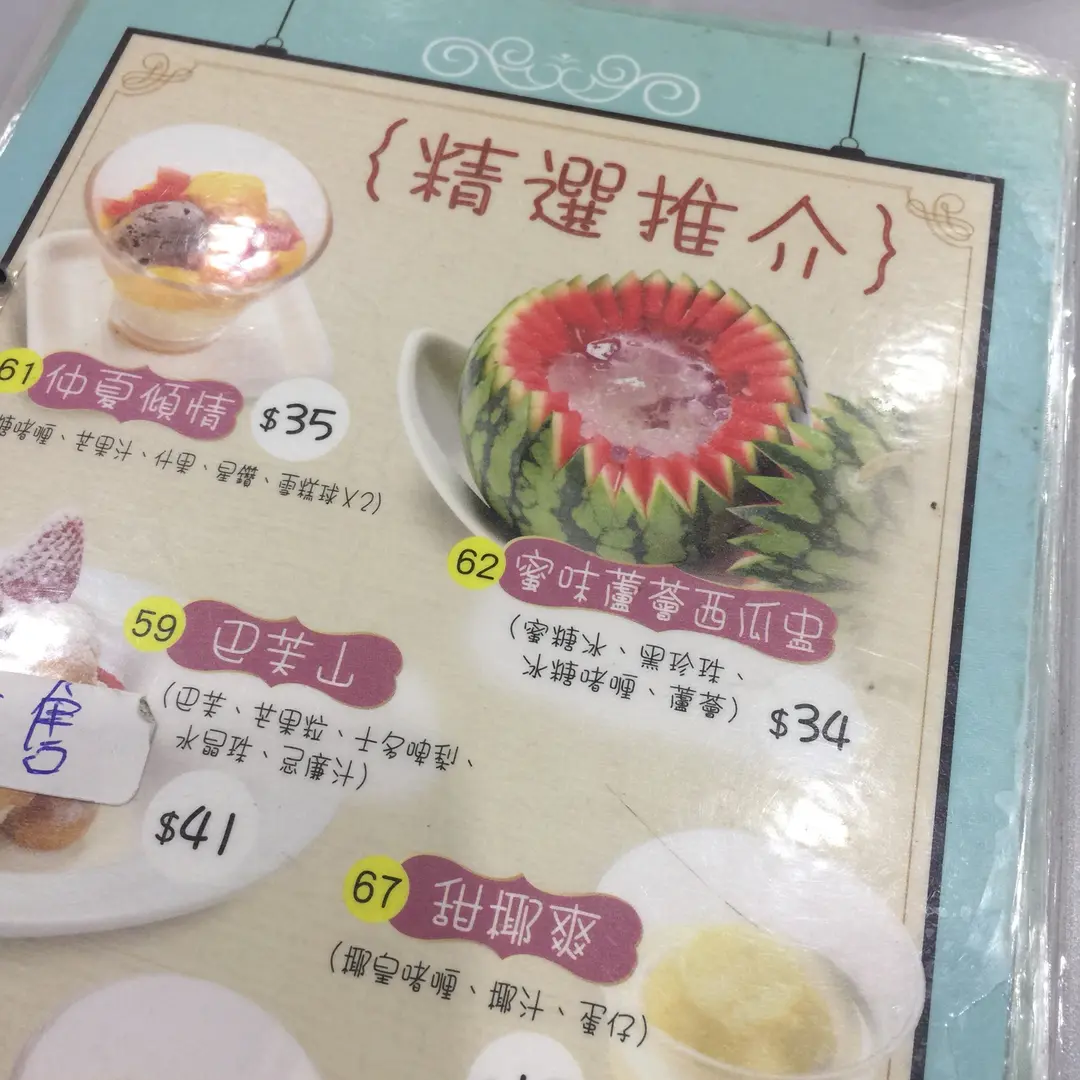 {精選推介}
61 仲夏傾情 $35
啫喱、芒果汁、什果、星鑽、雪糕球X2)
62 蜜味蘆薈西瓜盅
(蜜糖水、黑珍珠、
冰糖啫喱、蘆薈) $34
59 巴芙山
(巴芙、芒果粒、士多啤梨、
水晶球、忌廉汁)
$41
售
67 甜椰爽
(椰皇啫喱、椰汁、蛋仔)